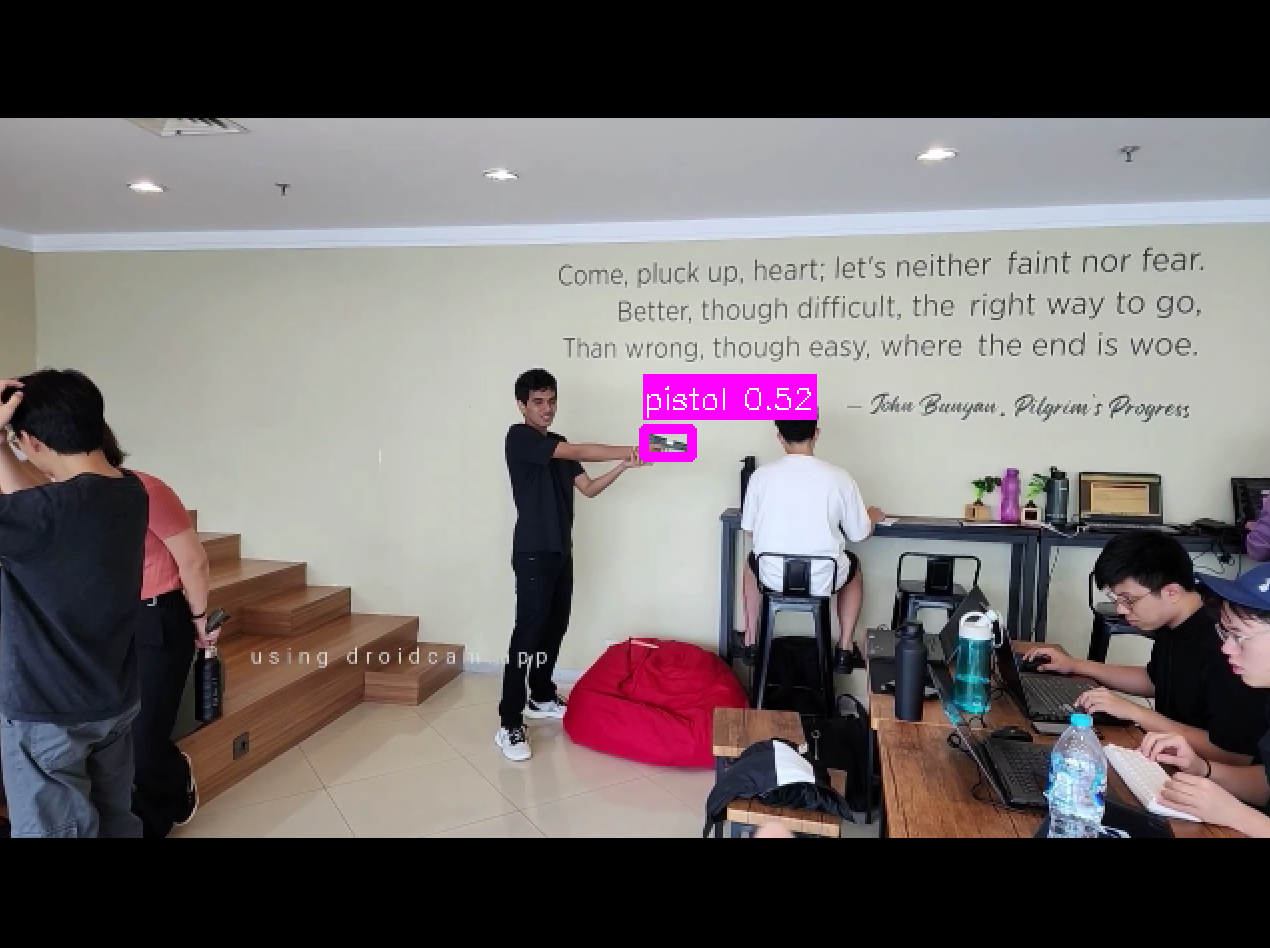 Come, pluck up, heart; let's neither faint nor fear.
Better, though difficult, the right way to go,
Than wrong, though easy, where the end is woe.
pistol 0.52
– John Bunyan, Pilgrim's Progress
using droidcam app